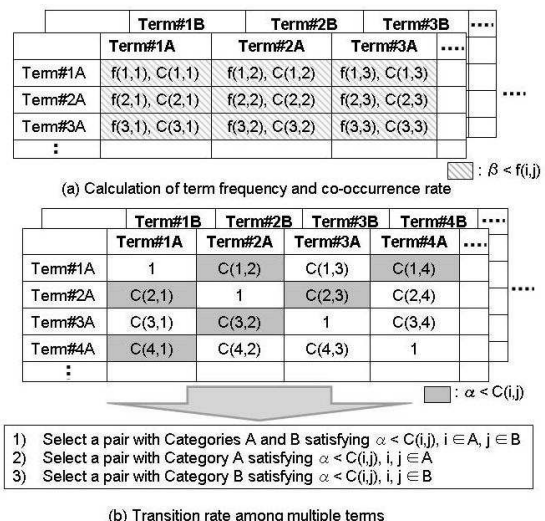 Term#1B Term#2B Term#3B ....
Term#1A Term#2A Term#3A ....
Term#1A f(1,1), C(1,1) f(1,2), C(1,2) f(1,3), C(1,3)
Term#2A f(2,1), C(2,1) f(2,2), C(2,2) f(2,3), C(2,3) ....
Term#3A f(3,1), C(3,1) f(3,2), C(3,2) f(3,3), C(3,3)
:
: β < f(i,j)
(a) Calculation of term frequency and co-occurrence rate
Term#1B Term#2B Term#3B Term#4B ....
Term#1A Term#2A Term#3A Term#4A ....
Term#1A 1 C(1,2) C(1,3) C(1,4)
Term#2A C(2,1) 1 C(2,3) C(2,4) ....
Term#3A C(3,1) C(3,2) 1 C(3,4)
Term#4A C(4,1) C(4,2) C(4,3) 1
:
: α < C(i,j)
1) Select a pair with Categories A and B satisfying α < C(i,j), i ∈ A, j ∈ B
2) Select a pair with Category A satisfying α < C(i,j), i, j ∈ A
3) Select a pair with Category B satisfying α < C(i,j), i, j ∈ B
(b) Transition rate among multiple terms